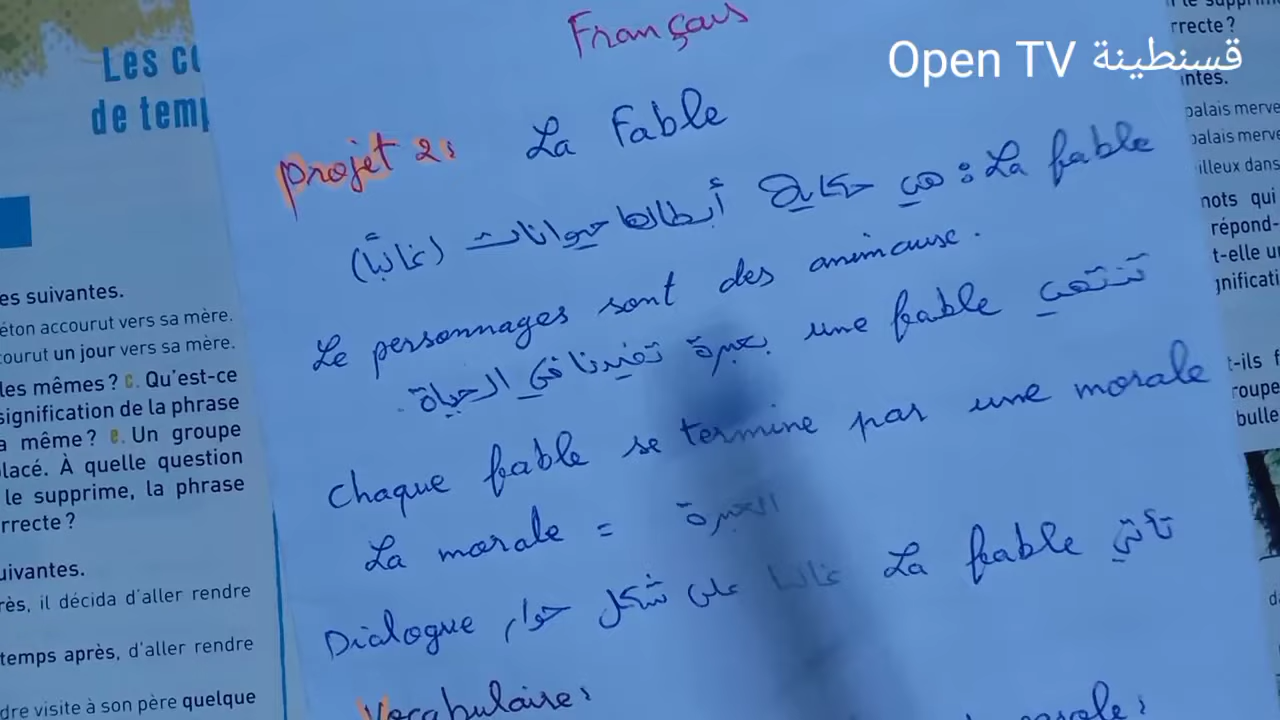 Français
Open TV قسنطينة
Projet 2: La Fable
La fable : هي حكاية أبطالها حيوانات (غالباً)
Le personnages sont des animause.
تنتهي une fable بعبرة تفيدنا في الحياة.
Chaque fable se termine par une morale
La morale = العبرة
تأتي La fable غالبا على شكل حوار Dialogue
Vocabulaire:
Les
de temp
es suivantes.
éton accourut vers sa mère.
ourut un jour vers sa mère.
les mêmes ? c. Qu'est-ce
signification de la phrase
a même ? e. Un groupe
lacé. À quelle question
le supprime, la phrase
rrecte ?
uivantes.
rès, il décida d'aller rendre
temps après, d'aller rendre
dre visite à son père quelque
rrecte ?
ntes.
palais merve
palais merve
illeux dans
mots qui
répond-
t-elle u
gnificati
t-ils f
roupe
bulle